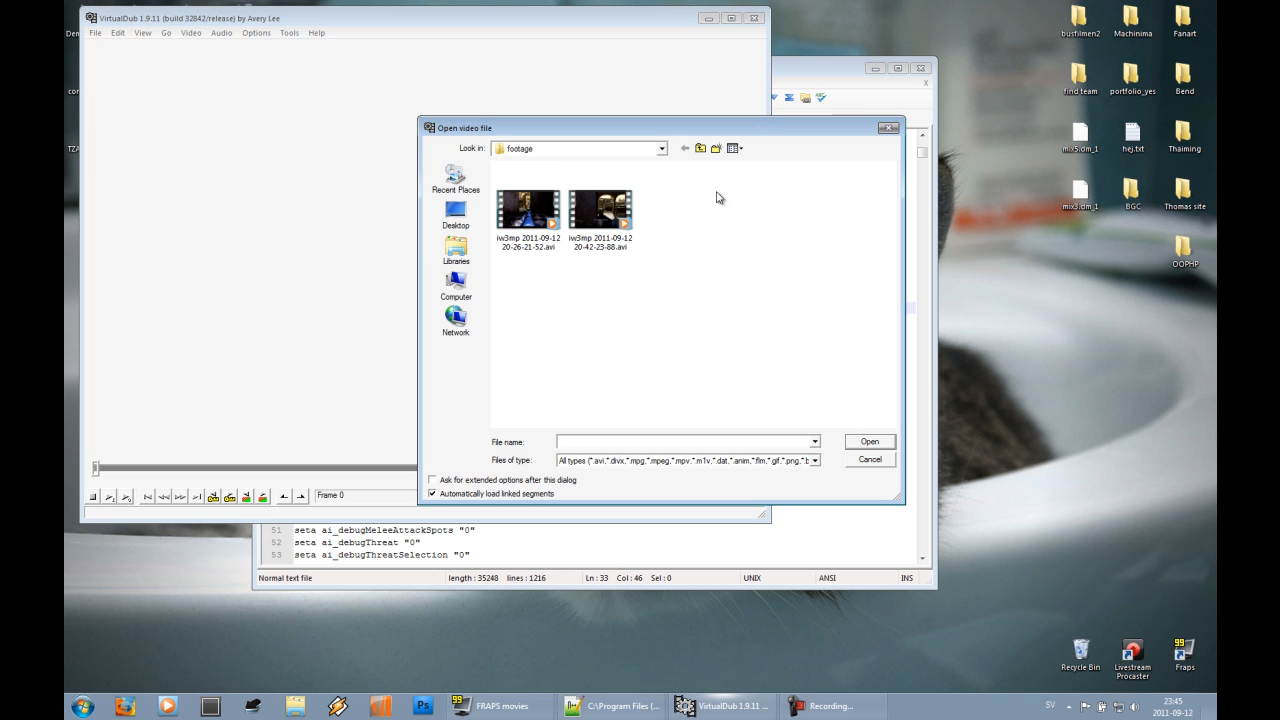 VirtualDub 1.9.11 (build 32842/release) by Avery Lee
File Edit View Go Video Audio Options Tools Help
Open video file
Look in: footage
Recent Places
Desktop
Libraries
Computer
Network
iw3mp 2011-09-12
20-26-21-52.avi
iw3mp 2011-09-12
20-42-23-88.avi
File name:
Open
Files of type: All types (*.avi,*.divx,*.mpg,*.mpeg,*.mpv,*.m1v,*.dat,*.anim,*.flm,*.gif,*.png,*.b
Cancel
Ask for extended options after this dialog
Automatically load linked segments
Frame 0
X
ABC
51 seta ai_debugMeleeAttackSpots "0"
52 seta ai_debugThreat "0"
53 seta ai_debugThreatSelection "0"
Normal text file length : 35248 lines : 1216 Ln : 33 Col : 46 Sel : 0 UNIX ANSI INS
busfilmen2 Machinima Fanart
find team portfolio_yes Bend
mix5.dm_1 hej.txt Thaiming
mix3.dm_1 BGC Thomas site
OOPHP
Recycle Bin
Livestream
Procaster
99
Fraps
Ps
99 FRAPS movies
C:\Program Files (...
VirtualDub 1.9.11 ...
Recording...
SV
23:45
2011-09-12